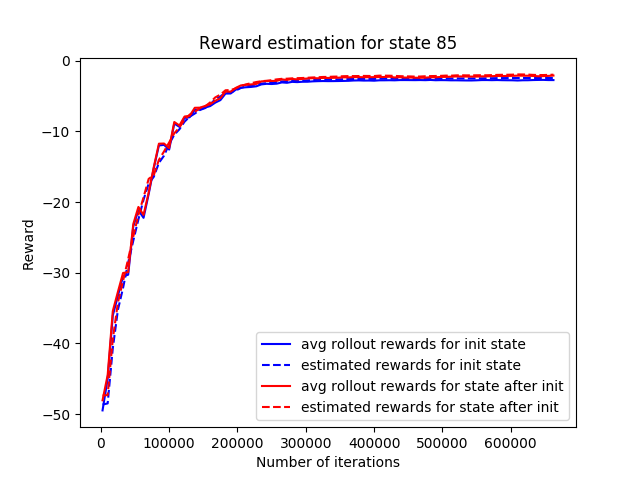 Reward estimation for state 85
Reward
0
−10
−20
−30
−40
−50
avg rollout rewards for init state
estimated rewards for init state
avg rollout rewards for state after init
estimated rewards for state after init
0 100000 200000 300000 400000 500000 600000
Number of iterations